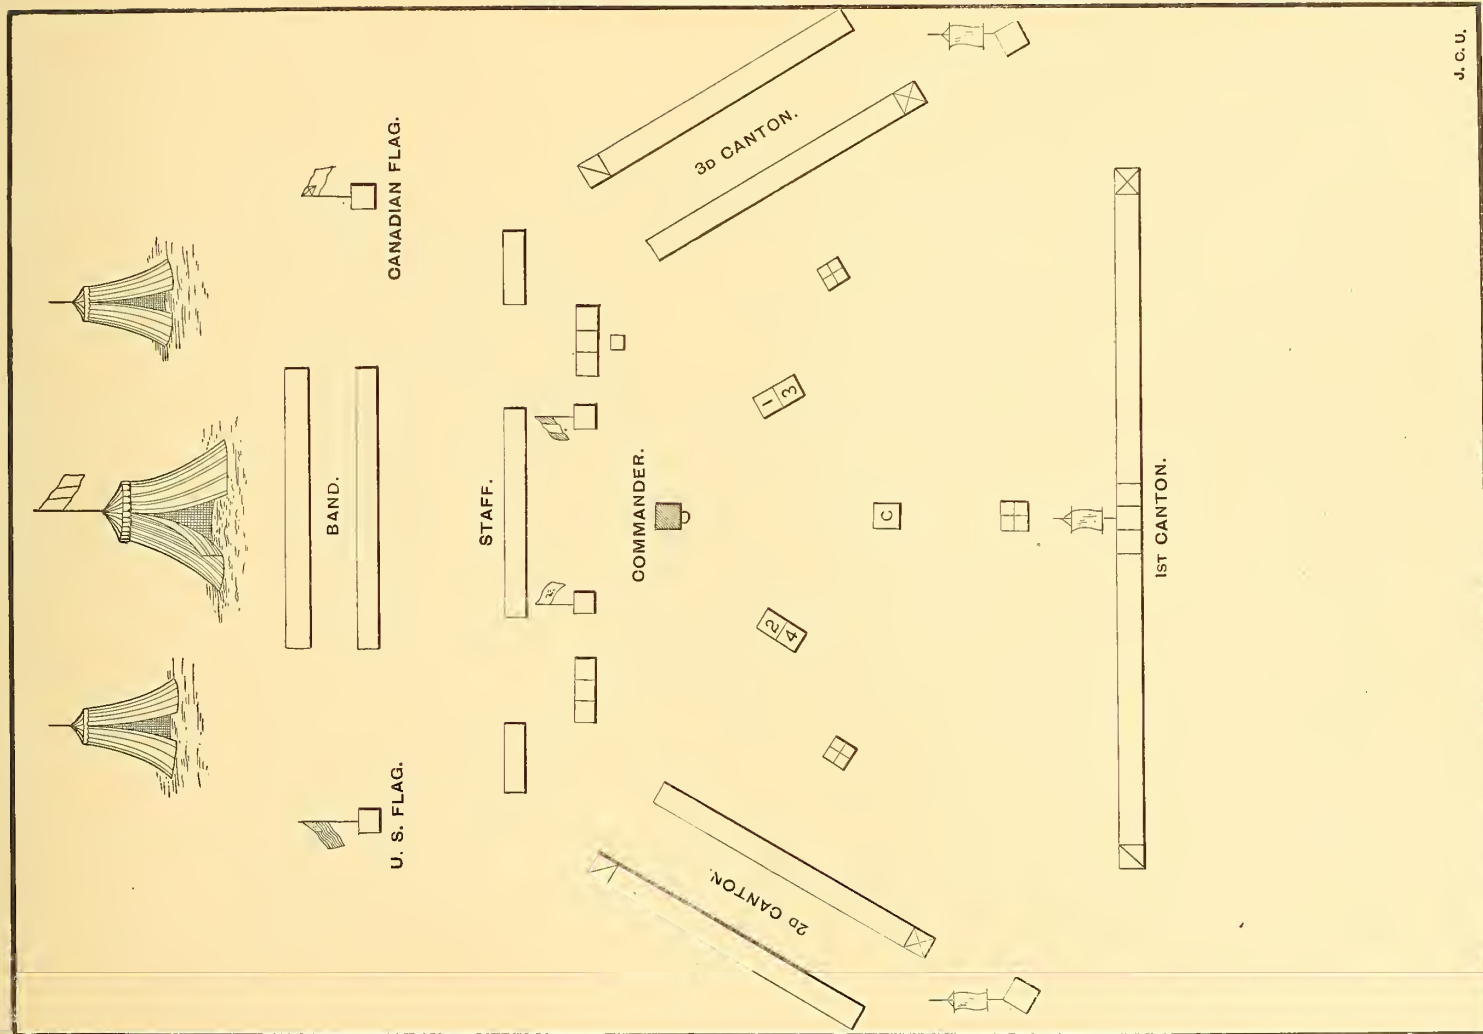 CANADIAN FLAG.
3D CANTON.
BAND.
STAFF.
COMMANDER.
1
3
C
2
4
U. S. FLAG.
2D CANTON.
1ST CANTON.
J. C. U.